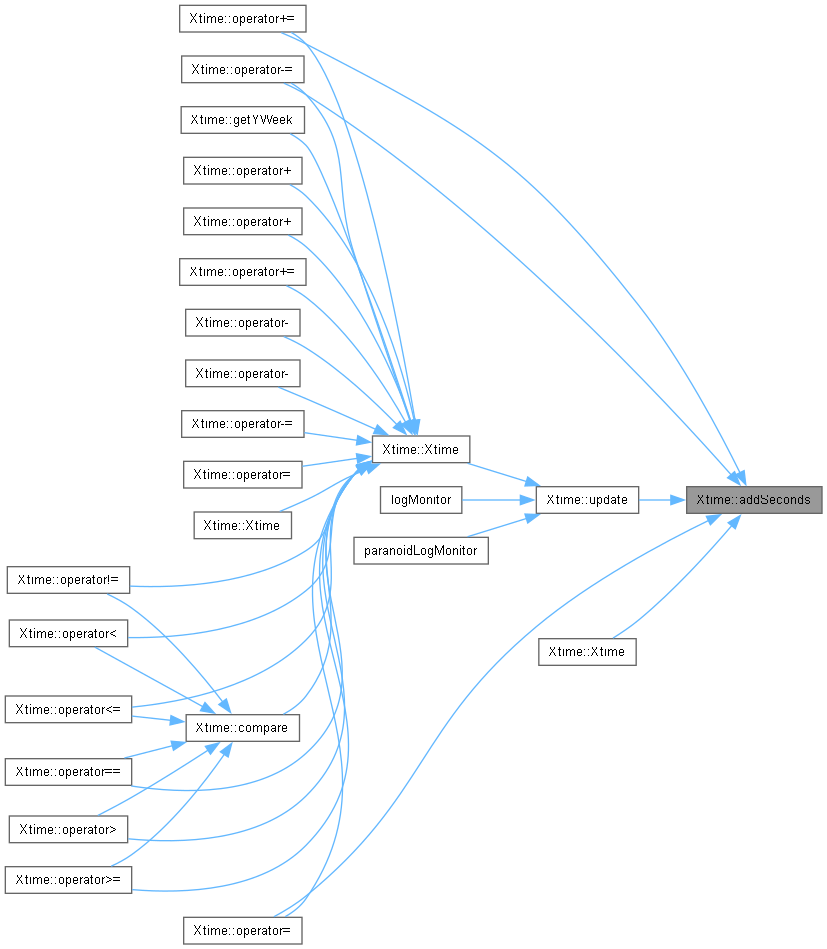 Xtime::operator+=
Xtime::operator-=
Xtime::getYWeek
Xtime::operator+
Xtime::operator+
Xtime::operator+=
Xtime::operator-
Xtime::operator-
Xtime::operator-=
Xtime::operator=
Xtime::Xtime
Xtime::Xtime
logMonitor
paranoidLogMonitor
Xtime::update
Xtime::addSeconds
Xtime::operator!=
Xtime::operator<
Xtime::operator<=
Xtime::compare
Xtime::operator==
Xtime::operator>
Xtime::operator>=
Xtime::operator=
Xtime::Xtime